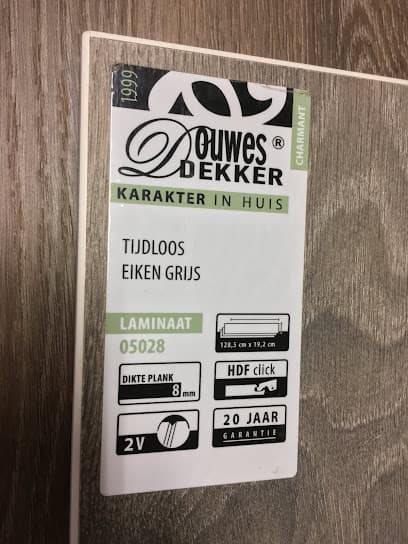 1999
CHARMANT
Douwes®
DEKKER
KARAKTER IN HUIS
TIJDLOOS
EIKEN GRIJS
LAMINAAT
05028
128,5 cm x 19,2 cm
DIKTE PLANK
8 mm
HDF click
2V
20 JAAR
GARANTIE